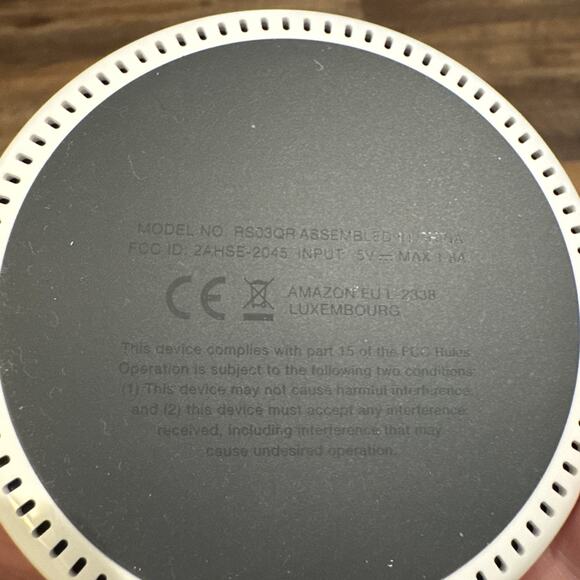 MODEL NO. RS03QR ASSEMBLED IN CHINA
FCC ID: 2AHSE-2045 INPUT 5V⎓MAX 1.8A
CE AMAZON EU L-2338
LUXEMBOURG
This device complies with part 15 of the FCC Rules
Operation is subject to the following two conditions:
(1) This device may not cause harmful interference,
and (2) this device must accept any interference
received, including interference that may
cause undesired operation.